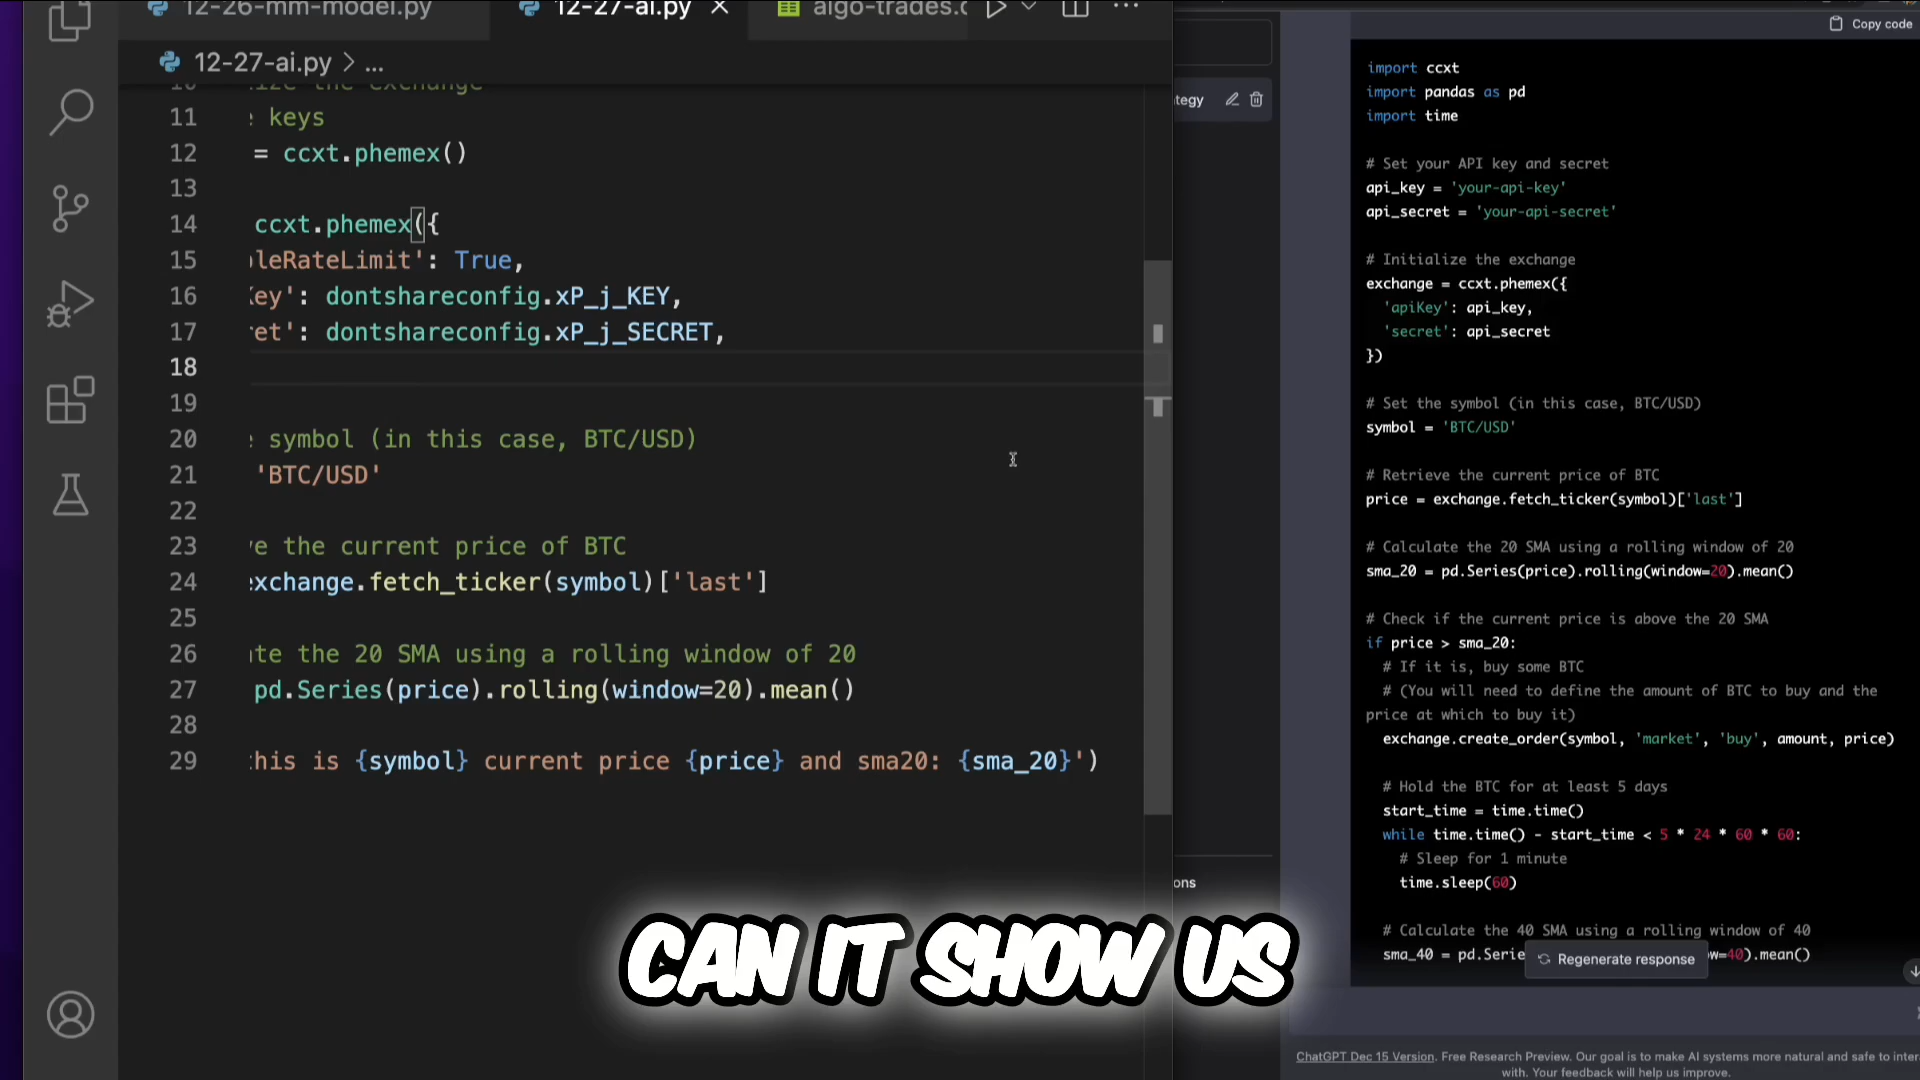 12-26-mm-model.py
12-27-ai.py
algo-trades.c
12-27-ai.py > ...
10 ize the exchange
11 e keys
12 = ccxt.phemex()
13
14 ccxt.phemex({
15 bleRateLimit': True,
16 Key': dontshareconfig.xP_j_KEY,
17 ret': dontshareconfig.xP_j_SECRET,
18
19
20 e symbol (in this case, BTC/USD)
21 'BTC/USD'
22
23 ve the current price of BTC
24 exchange.fetch_ticker(symbol)['last']
25
26 ate the 20 SMA using a rolling window of 20
27 pd.Series(price).rolling(window=20).mean()
28
29 this is {symbol} current price {price} and sma20: {sma_20}')
tegy
ons
Copy code
import ccxt
import pandas as pd
import time
# Set your API key and secret
api_key = 'your-api-key'
api_secret = 'your-api-secret'
# Initialize the exchange
exchange = ccxt.phemex({
'apiKey': api_key,
'secret': api_secret
})
# Set the symbol (in this case, BTC/USD)
symbol = 'BTC/USD'
# Retrieve the current price of BTC
price = exchange.fetch_ticker(symbol)['last']
# Calculate the 20 SMA using a rolling window of 20
sma_20 = pd.Series(price).rolling(window=20).mean()
# Check if the current price is above the 20 SMA
if price > sma_20:
# If it is, buy some BTC
# (You will need to define the amount of BTC to buy and the
price at which to buy it)
exchange.create_order(symbol, 'market', 'buy', amount, price)
# Hold the BTC for at least 5 days
start_time = time.time()
while time.time() - start_time < 5 * 24 * 60 * 60:
# Sleep for 1 minute
time.sleep(60)
# Calculate the 40 SMA using a rolling window of 40
sma_40 = pd.Serie
w=40).mean()
Regenerate response
CAN IT SHOW US
ChatGPT Dec 15 Version. Free Research Preview. Our goal is to make AI systems more natural and safe to inter
with. Your feedback will help us improve.